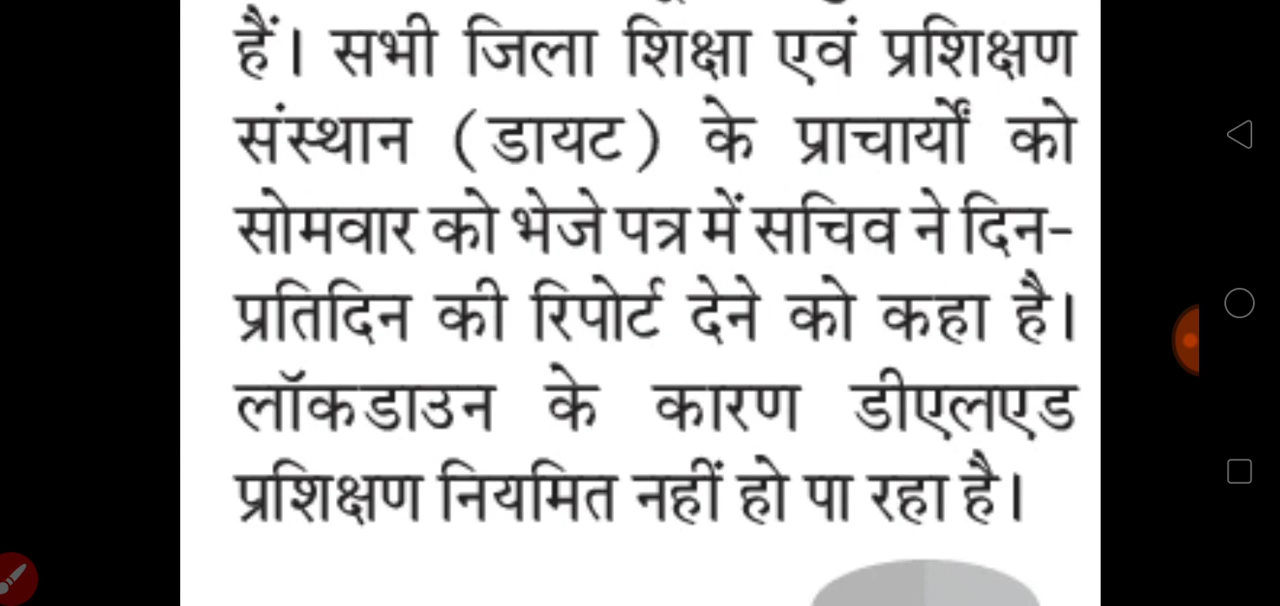 हैं। सभी जिला शिक्षा एवं प्रशिक्षण
संस्थान (डायट) के प्राचार्यों को
सोमवार को भेजे पत्र में सचिव ने दिन-
प्रतिदिन की रिपोर्ट देने को कहा है।
लॉकडाउन के कारण डीएलएड
प्रशिक्षण नियमित नहीं हो पा रहा है।